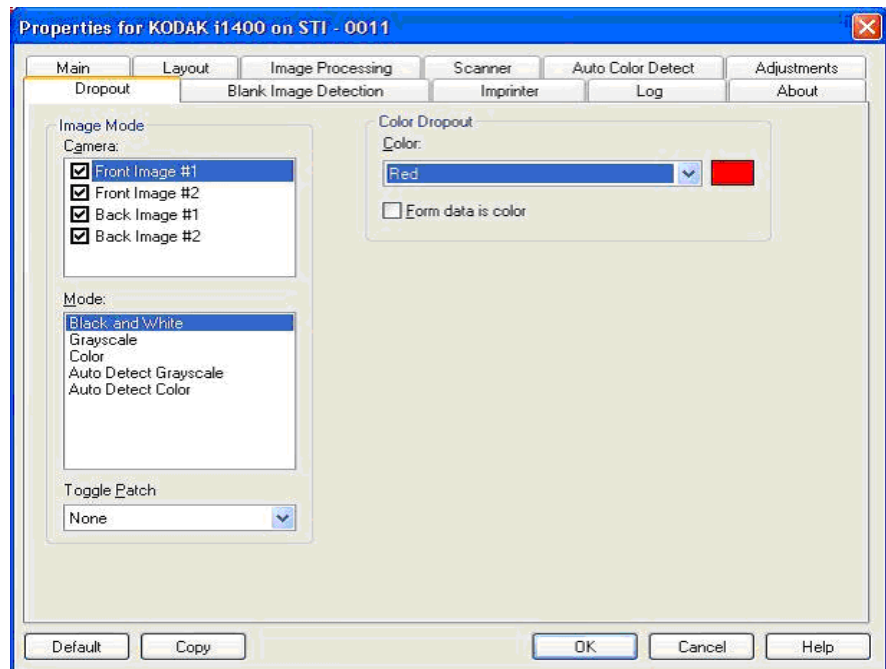 Properties for KODAK i1400 on STI - 0011
Main Layout Image Processing Scanner Auto Color Detect Adjustments
Dropout Blank Image Detection Imprinter Log About
Image Mode
Camera:
Front Image #1
Front Image #2
Back Image #1
Back Image #2
Mode:
Black and White
Grayscale
Color
Auto Detect Grayscale
Auto Detect Color
Toggle Patch
None
Color Dropout
Color:
Red
Form data is color
Default Copy OK Cancel Help